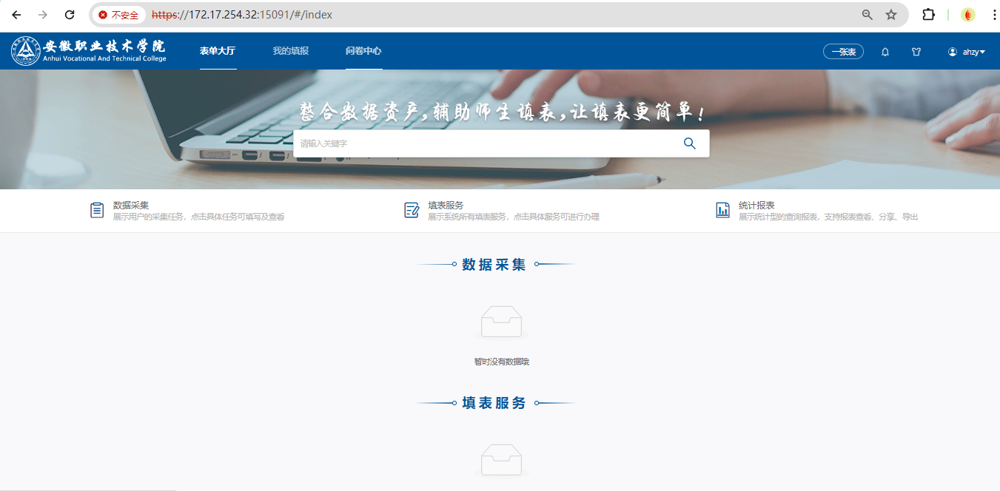 不安全 https://172.17.254.32:15091/#/index
安徽职业技术学院
Anhui Vocational And Technical College
表单大厅 我的填报 问卷中心 一张表 ahzy
整合数据资产,辅助师生填表,让填表更简单!
请输入关键字
数据采集
展示用户的采集任务，点击具体任务可填写及查看
填表服务
展示系统所有填表服务，点击具体服务可进行办理
统计报表
展示统计型的查询报表，支持报表查看、分享、导出
数据采集
暂时没有数据哦
填表服务